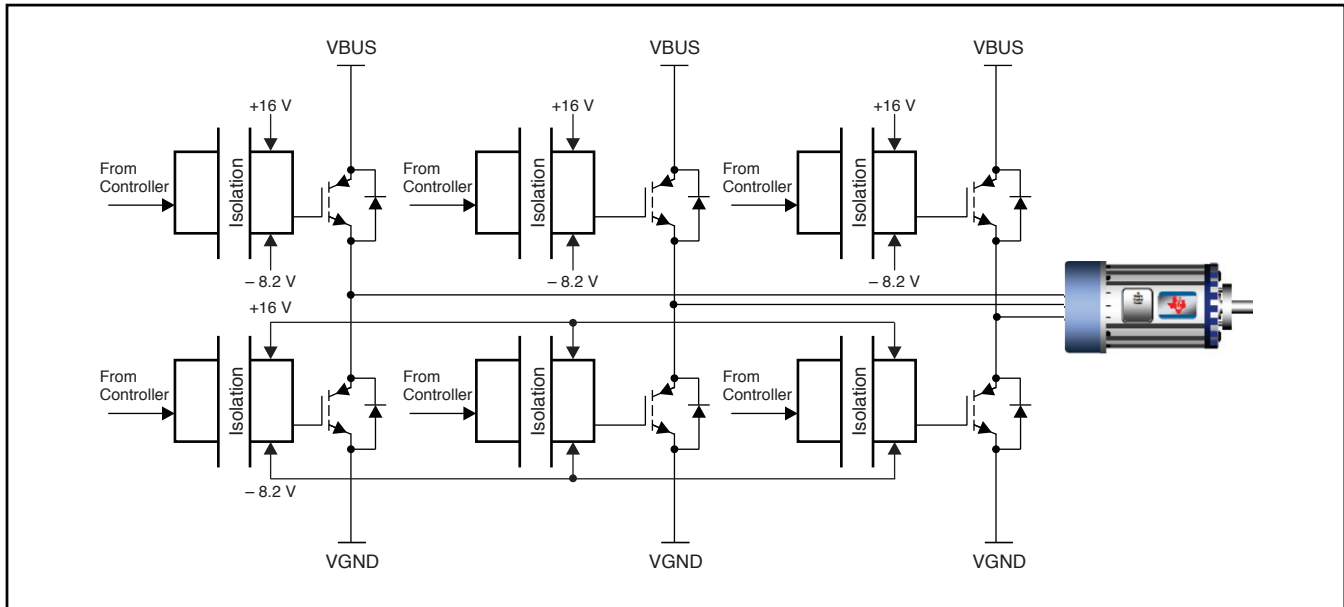 VBUS
VBUS
VBUS
+16 V
+16 V
+16 V
From
Controller
Isolation
From
Controller
Isolation
From
Controller
Isolation
– 8.2 V
– 8.2 V
– 8.2 V
+16 V
From
Controller
Isolation
From
Controller
Isolation
From
Controller
Isolation
– 8.2 V
VGND
VGND
VGND